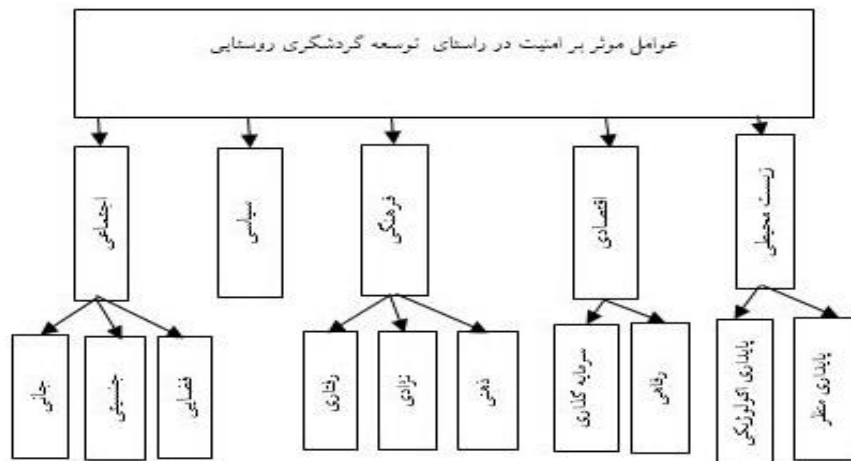 عوامل موثر بر امنیت در راستای توسعه گردشگری روستایی
زیست محیطی
اقتصادی
فرهنگی
سیاسی
اجتماعی
پایداری منظر
پایداری اکولوژیکی
رفاهی
سرمایه گذاری
ذهنی
نژادی
رفتاری
فضایی
جنسیتی
جانی